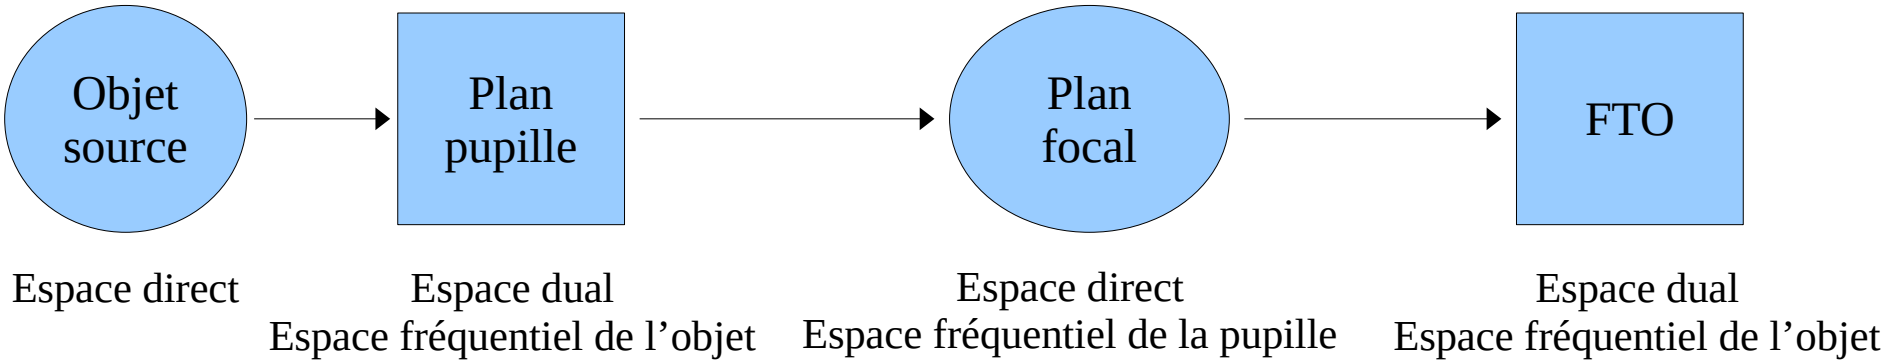 Objet
source
Plan
pupille
Plan
focal
FTO
Espace direct
Espace dual
Espace fréquentiel de l’objet
Espace direct
Espace fréquentiel de la pupille
Espace dual
Espace fréquentiel de l’objet